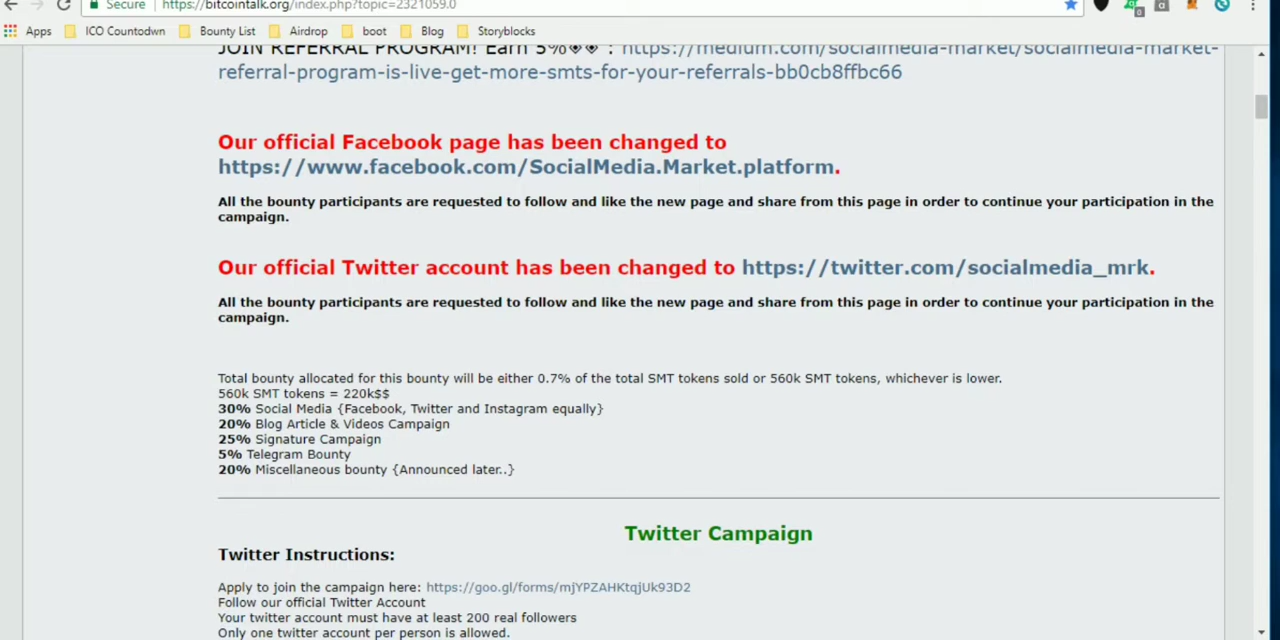 Secure
https://bitcointalk.org/index.php?topic=2321059.0
Apps ICO Countodwn Bounty List Airdrop boot Blog Storyblocks
JOIN REFERRAL PROGRAM! Earn 5%◈◈ : https://medium.com/socialmedia-market/socialmedia-market-
referral-program-is-live-get-more-smts-for-your-referrals-bb0cb8ffbc66
Our official Facebook page has been changed to
https://www.facebook.com/SocialMedia.Market.platform.
All the bounty participants are requested to follow and like the new page and share from this page in order to continue your participation in the
campaign.
Our official Twitter account has been changed to https://twitter.com/socialmedia_mrk.
All the bounty participants are requested to follow and like the new page and share from this page in order to continue your participation in the
campaign.
Total bounty allocated for this bounty will be either 0.7% of the total SMT tokens sold or 560k SMT tokens, whichever is lower.
560k SMT tokens = 220k$$
30% Social Media {Facebook, Twitter and Instagram equally}
20% Blog Article & Videos Campaign
25% Signature Campaign
5% Telegram Bounty
20% Miscellaneous bounty {Announced later..}
Twitter Campaign
Twitter Instructions:
Apply to join the campaign here: https://goo.gl/forms/mjYPZAHKtqjUk93D2
Follow our official Twitter Account
Your twitter account must have at least 200 real followers
Only one twitter account per person is allowed.